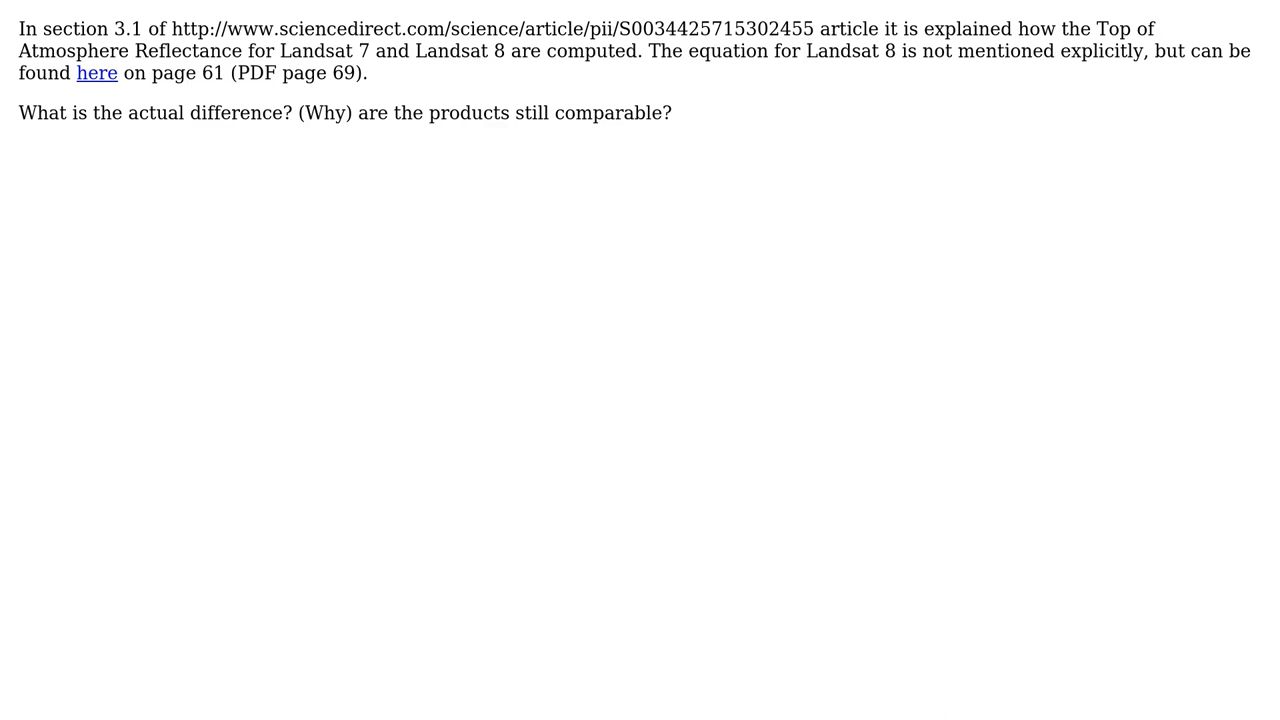 In section 3.1 of http://www.sciencedirect.com/science/article/pii/S0034425715302455 article it is explained how the Top of
Atmosphere Reflectance for Landsat 7 and Landsat 8 are computed. The equation for Landsat 8 is not mentioned explicitly, but can be
found here on page 61 (PDF page 69).
What is the actual difference? (Why) are the products still comparable?